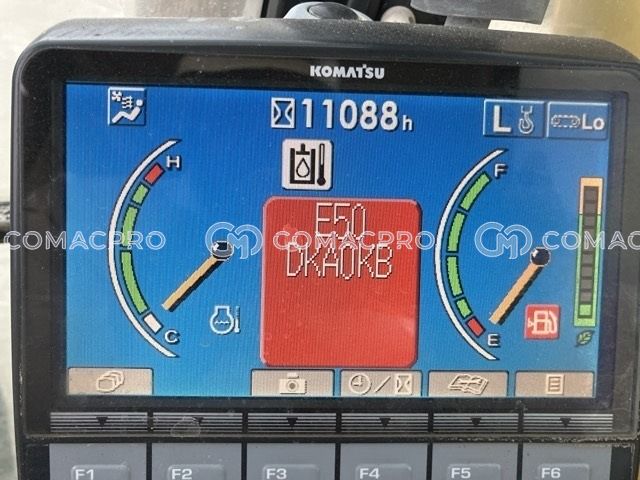 KOMATSU
11088h
L
Lo
H
F
E50
DKA0KB
COMACPRO COMACPRO COMACPRO
C
E
F1 F2 F3 F4 F5 F6